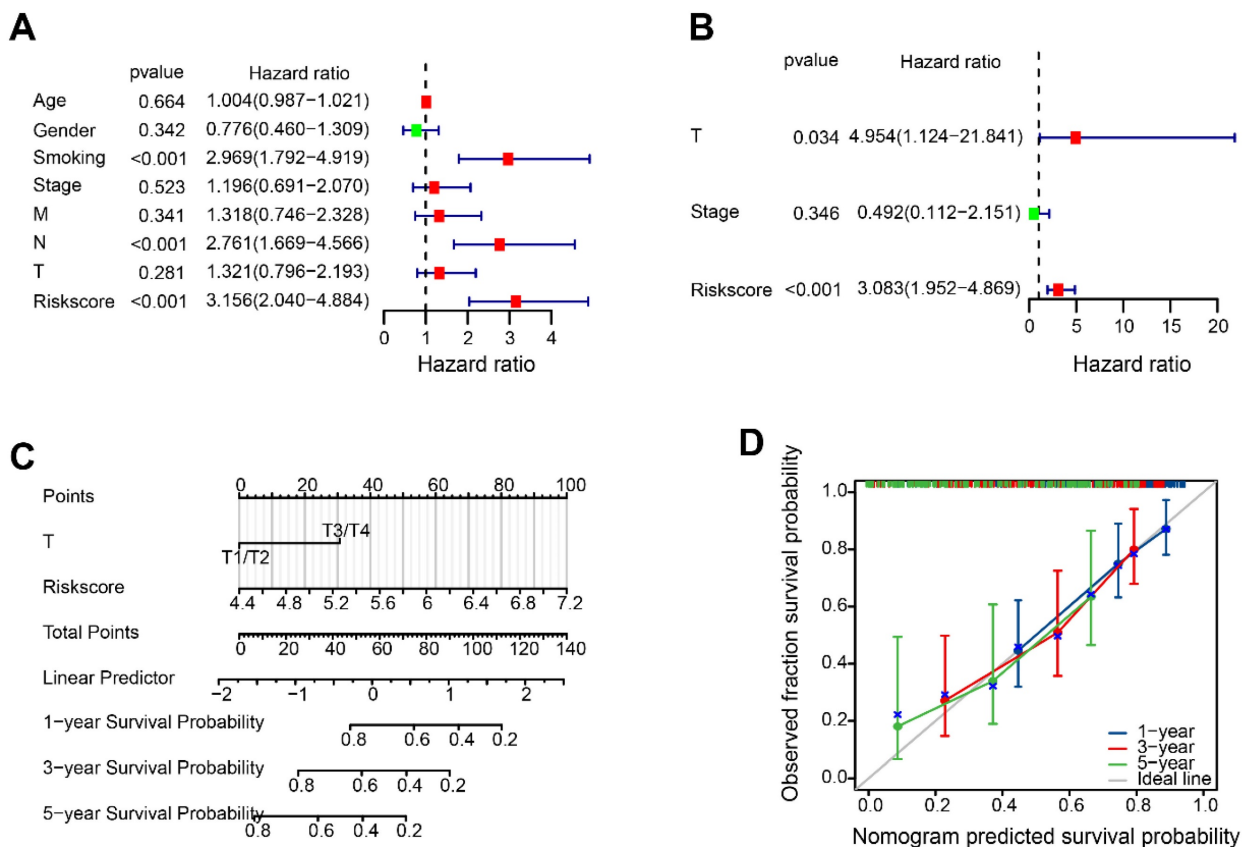 A
pvalue Hazard ratio
Age 0.664 1.004(0.987−1.021)
Gender 0.342 0.776(0.460−1.309)
Smoking <0.001 2.969(1.792−4.919)
Stage 0.523 1.196(0.691−2.070)
M 0.341 1.318(0.746−2.328)
N <0.001 2.761(1.669−4.566)
T 0.281 1.321(0.796−2.193)
Riskscore <0.001 3.156(2.040−4.884)
0 1 2 3 4
Hazard ratio
B
pvalue Hazard ratio
T 0.034 4.954(1.124−21.841)
Stage 0.346 0.492(0.112−2.151)
Riskscore <0.001 3.083(1.952−4.869)
0 5 10 15 20
Hazard ratio
C
Points 0 20 40 60 80 100
T T1/T2 T3/T4
Riskscore
4.4 4.8 5.2 5.6 6 6.4 6.8 7.2
Total Points
0 20 40 60 80 100 120 140
Linear Predictor
−2 −1 0 1 2
1−year Survival Probability
0.8 0.6 0.4 0.2
3−year Survival Probability
0.8 0.6 0.4 0.2
5−year Survival Probability
0.8 0.6 0.4 0.2
D
Observed fraction survival probability
1.0
0.8
0.6
0.4
0.2
0.0
1−year
3−year
5−year
Ideal line
0.0 0.2 0.4 0.6 0.8 1.0
Nomogram predicted survival probability